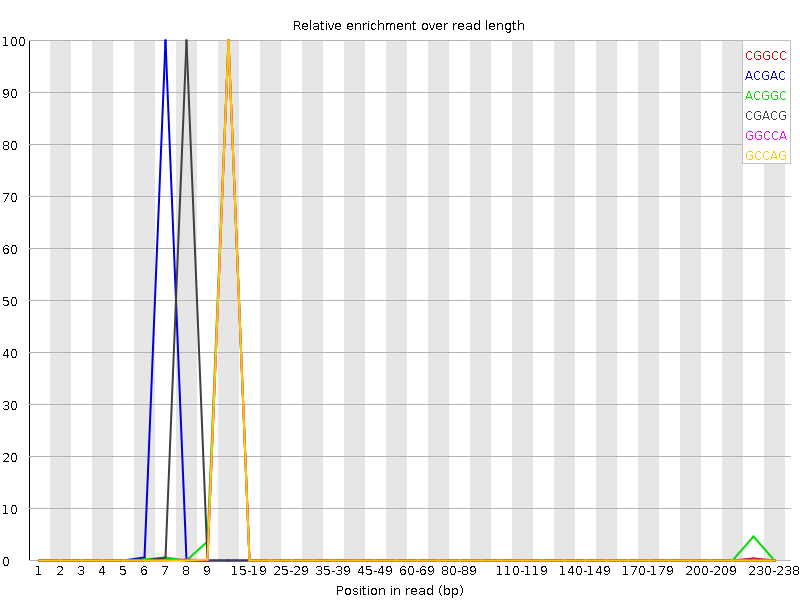 Relative enrichment over read length
100
90
80
70
60
50
40
30
20
10
0
CGGCC
ACGAC
ACGGC
CGACG
GGCCA
GCCAG
1 2 3 4 5 6 7 8 9 15-19 25-29 35-39 45-49 60-69 80-89 110-119 140-149 170-179 200-209 230-238
Position in read (bp)